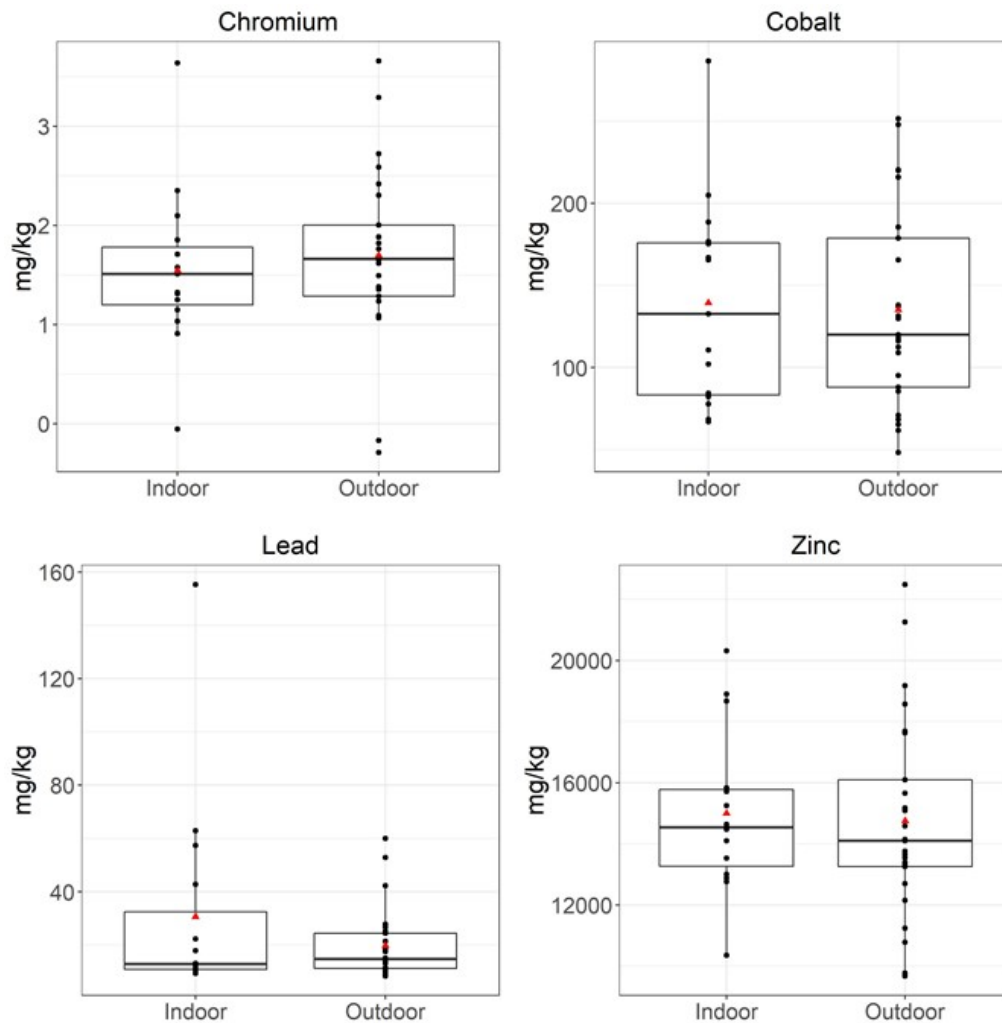 Chromium
mg/kg
3
2
1
0
Indoor Outdoor
Cobalt
mg/kg
200
100
Indoor Outdoor
Lead
mg/kg
160
120
80
40
Indoor Outdoor
Zinc
mg/kg
20000
16000
12000
Indoor Outdoor